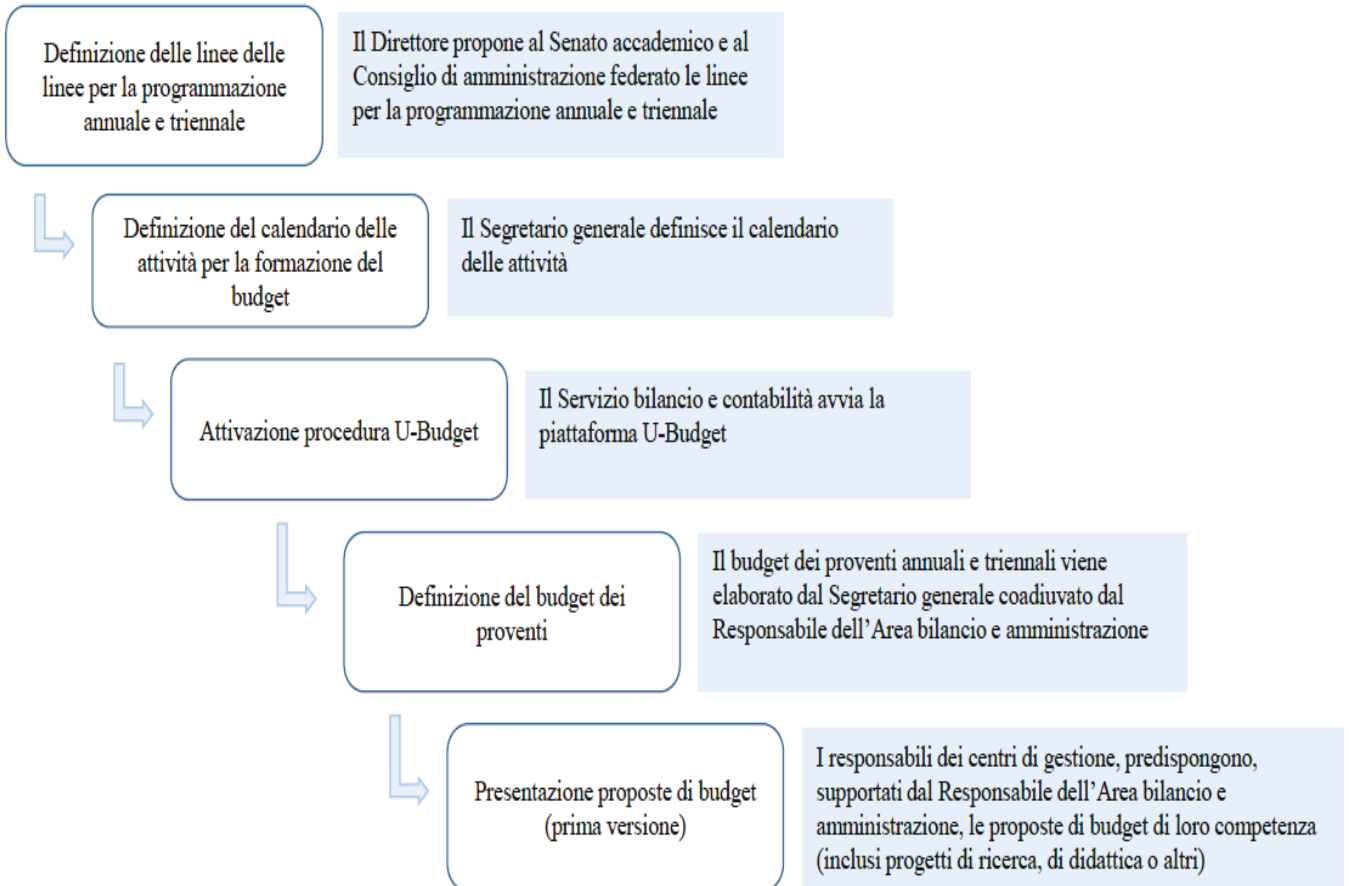 Definizione delle linee delle
linee per la programmazione
annuale e triennale
Il Direttore propone al Senato accademico e al
Consiglio di amministrazione federato le linee
per la programmazione annuale e triennale
Definizione del calendario delle
attività per la formazione del
budget
Il Segretario generale definisce il calendario
delle attività
Attivazione procedura U-Budget
Il Servizio bilancio e contabilità avvia la
piattaforma U-Budget
Definizione del budget dei
proventi
Il budget dei proventi annuali e triennali viene
elaborato dal Segretario generale coadiuvato dal
Responsabile dell’Area bilancio e amministrazione
Presentazione proposte di budget
(prima versione)
I responsabili dei centri di gestione, predispongono,
supportati dal Responsabile dell’Area bilancio e
amministrazione, le proposte di budget di loro competenza
(inclusi progetti di ricerca, di didattica o altri)